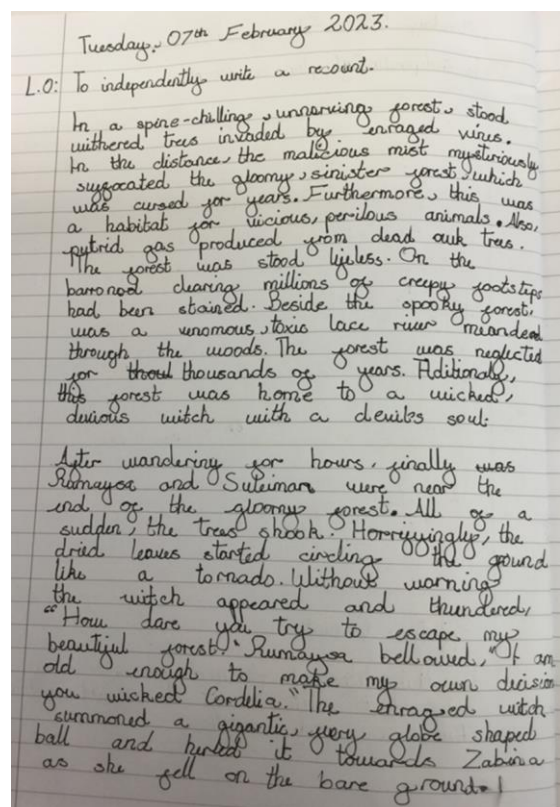 Tuesday, 07th February 2023.
L.O: To independently write a recount.
In a spine-chilling, unnerving forest, stood
withered trees invaded by enraged vines.
In the distance, the malicious mist mysteriously
suffocated the gloomy, sinister forest, which
was cursed for years. Furthermore, this was
a habitat for vicious, perilous animals. Also,
putrid gas produced from dead auk trees.
The forest was stood lifeless. On the
barronod clearing millions of creepy footstips
had been stained. Beside the spooky forest,
was a venomous, toxic lace river meanded
through the woods. The forest was neglected
for thoul thousands of years. Aditionaly,
this forest was home to a wicked,
devious witch with a devils soul.
After wandering for hours, finally was
Rumaysa and Suleiman were near the
end of the gloomy forest. All of a
sudden, the trees shook. Horrifyingly, the
dried leaves started circling the ground
like a tornado. Without warning
the witch appeared and thundered,
"How dare you try to escape my
beautiful forest." Rumaysa bellowed, "I am
old enough to make my own decision
you wicked Cordelia." The enraged witch
summoned a gigantic, fiery globe shaped
ball and hurled it towards Zabina
as she fell on the bare ground.